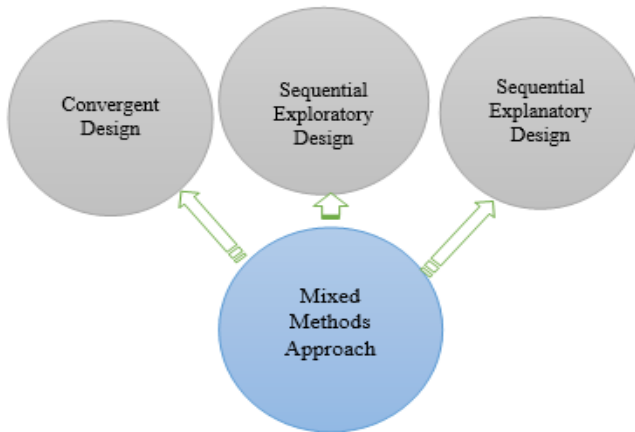 Convergent
Design
Sequential
Exploratory
Design
Sequential
Explanatory
Design
Mixed
Methods
Approach